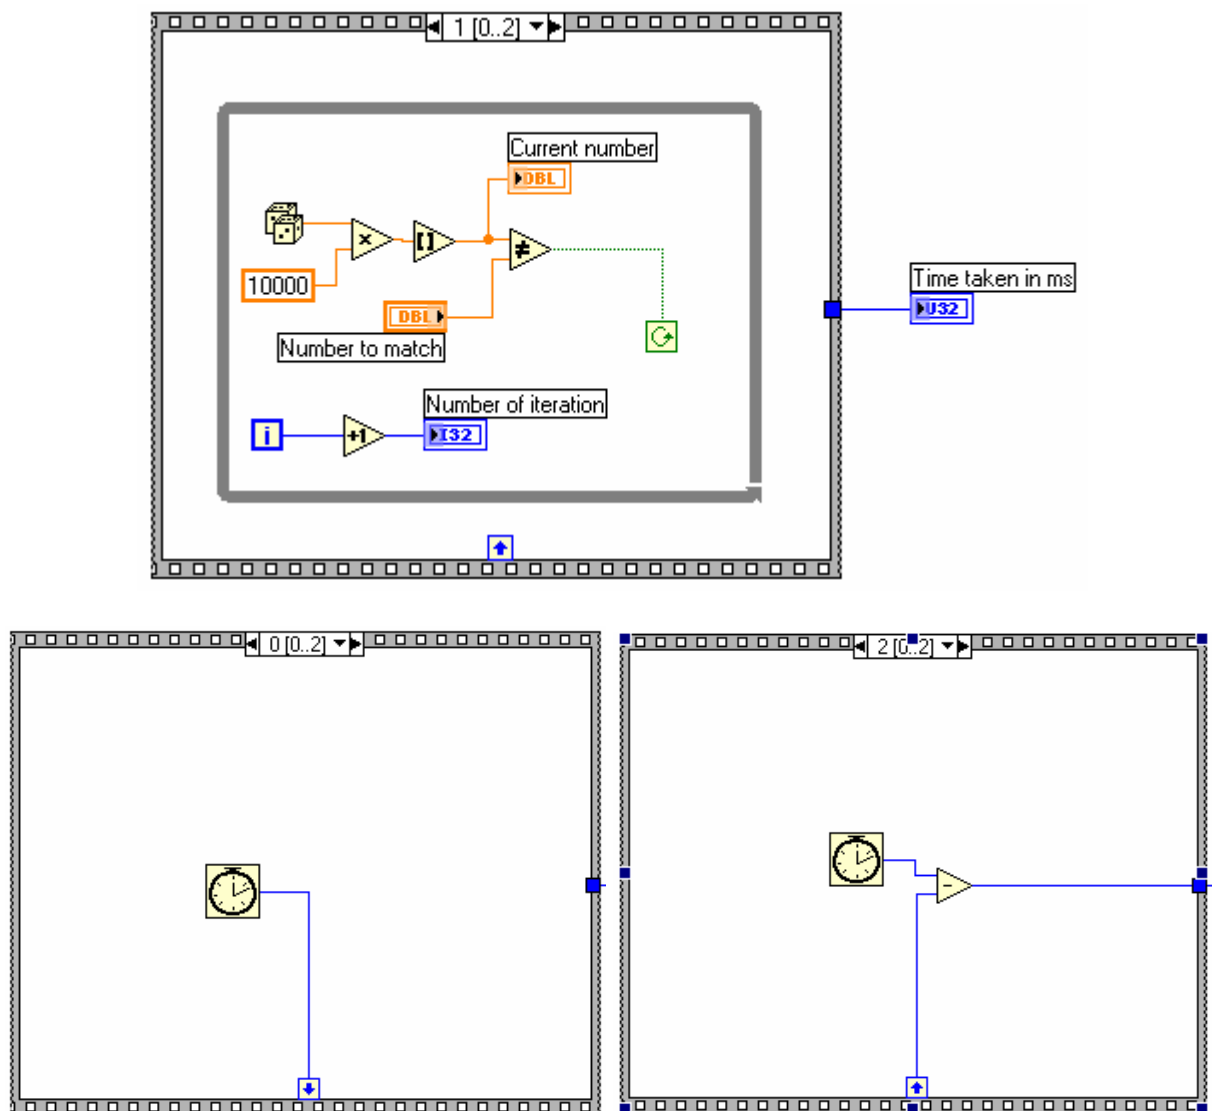 1 [0..2]
Current number
DBL
×
[]
≠
10000
DBL
Number to match
Time taken in ms
U32
Number of iteration
i
+1
I32
0 [0..2]
2 [0..2]
-